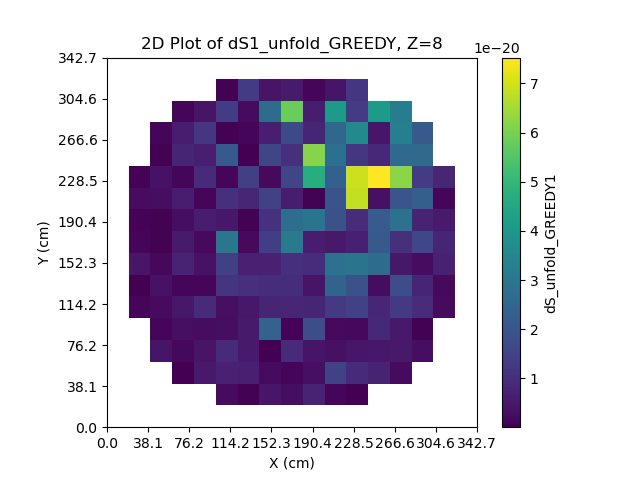 2D Plot of dS1_unfold_GREEDY, Z=8
1e−20
342.7
304.6
266.6
228.5
190.4
152.3
114.2
76.2
38.1
0.0
Y (cm)
0.0 38.1 76.2 114.2 152.3 190.4 228.5 266.6 304.6 342.7
X (cm)
7
6
5
4
3
2
1
dS_unfold_GREEDY1